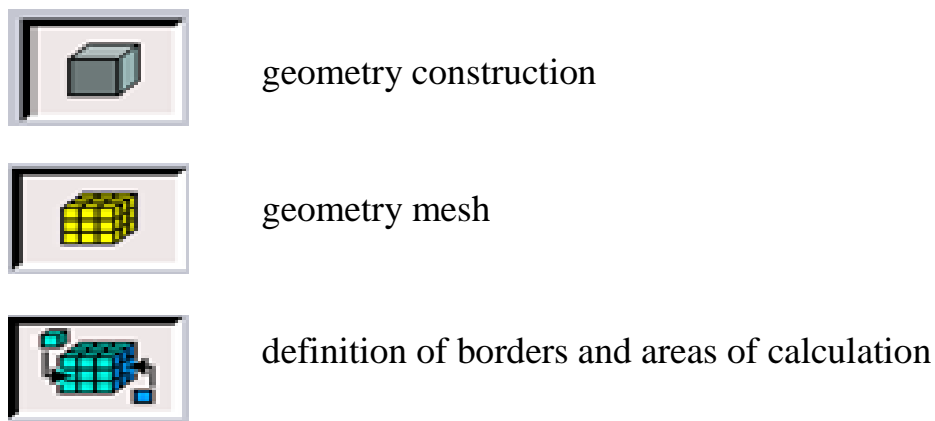 geometry construction
geometry mesh
definition of borders and areas of calculation